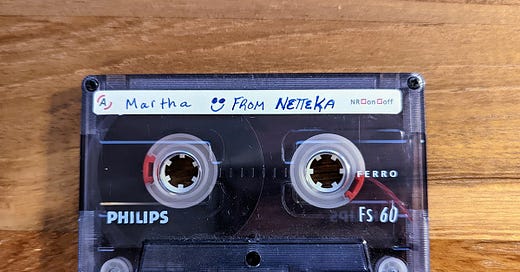 A Martha FROM NETTEKA NR on off
FERRO
PHILIPS FS 60